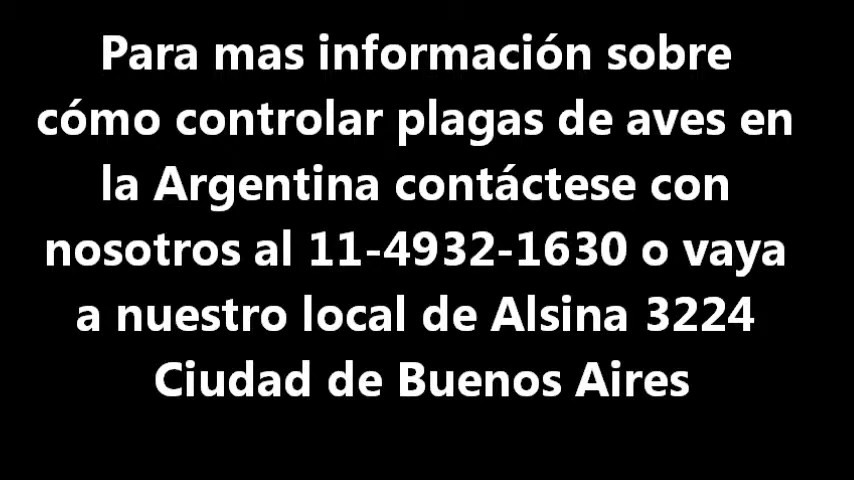 Para mas información sobre
cómo controlar plagas de aves en
la Argentina contáctese con
nosotros al 11-4932-1630 o vaya
a nuestro local de Alsina 3224
Ciudad de Buenos Aires